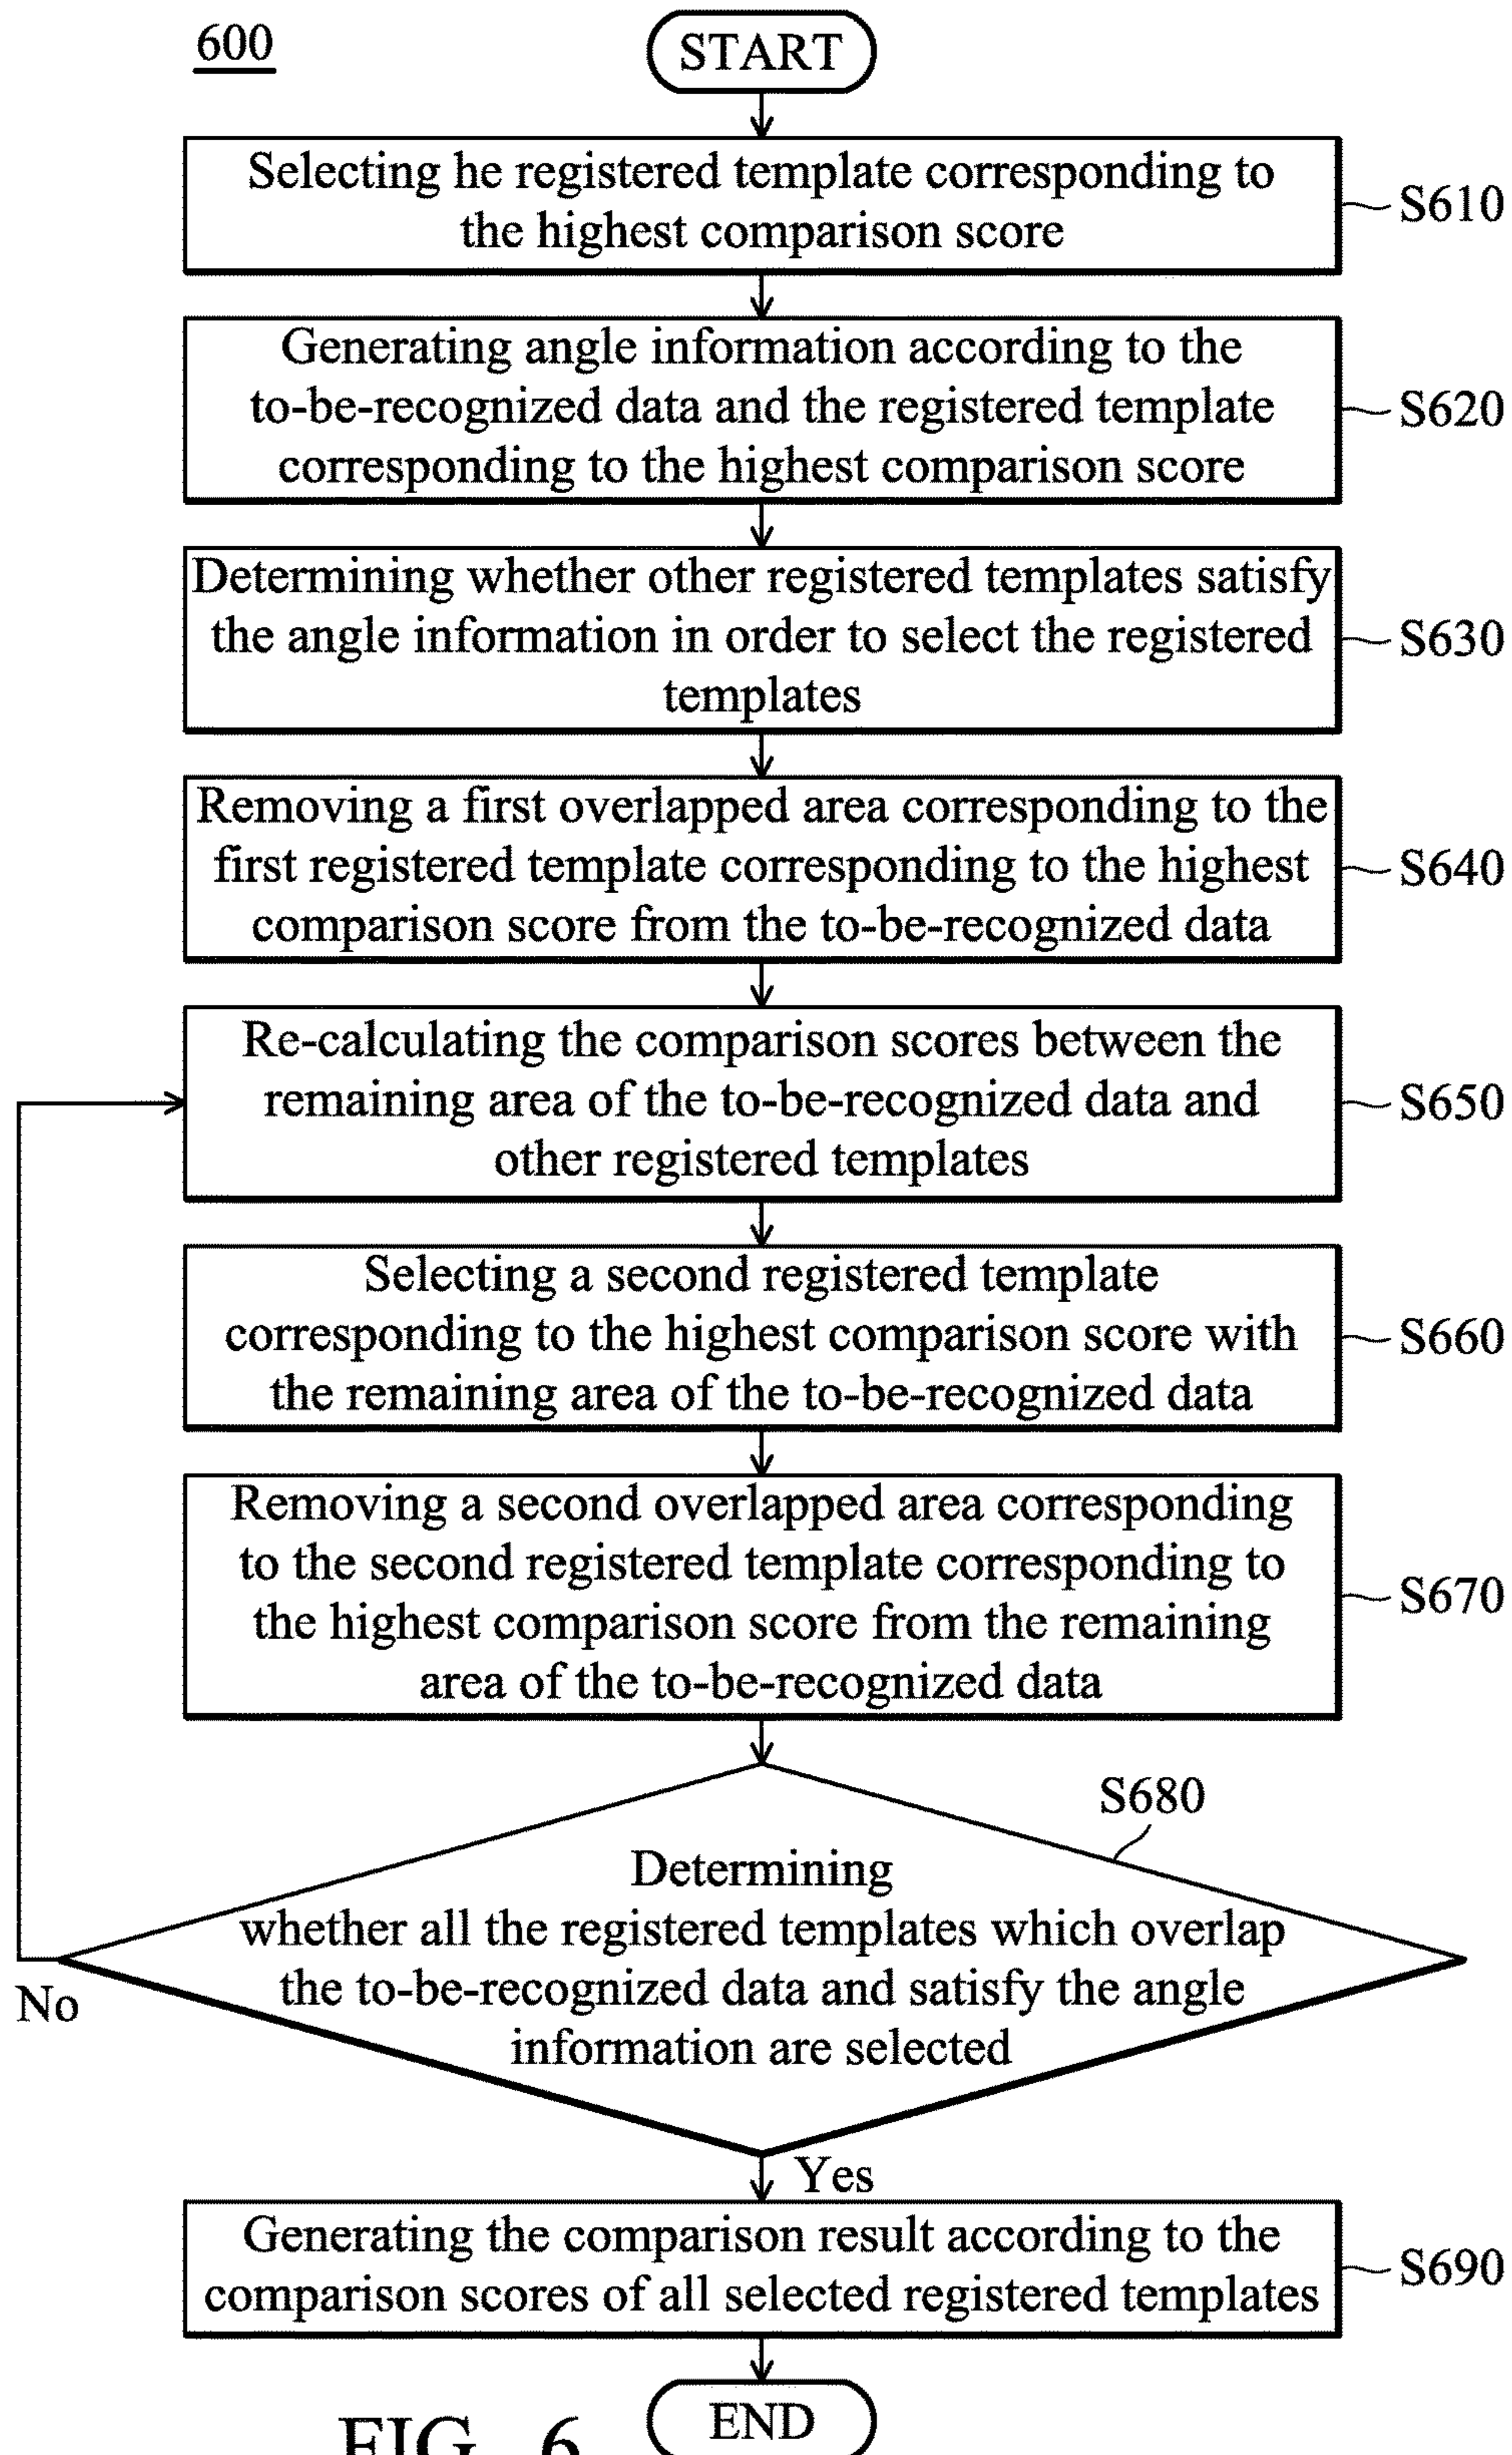 600
START
Selecting he registered template corresponding to
the highest comparison score
S610
Generating angle information according to the
to-be-recognized data and the registered template
corresponding to the highest comparison score
S620
Determining whether other registered templates satisfy
the angle information in order to select the registered
templates
S630
Removing a first overlapped area corresponding to the
first registered template corresponding to the highest
comparison score from the to-be-recognized data
S640
Re-calculating the comparison scores between the
remaining area of the to-be-recognized data and
other registered templates
S650
Selecting a second registered template
corresponding to the highest comparison score with
the remaining area of the to-be-recognized data
S660
Removing a second overlapped area corresponding
to the second registered template corresponding to
the highest comparison score from the remaining
area of the to-be-recognized data
S670
S680
Determining
whether all the registered templates which overlap
the to-be-recognized data and satisfy the angle
information are selected
No
Yes
Generating the comparison result according to the
comparison scores of all selected registered templates
S690
END
FIG. 6